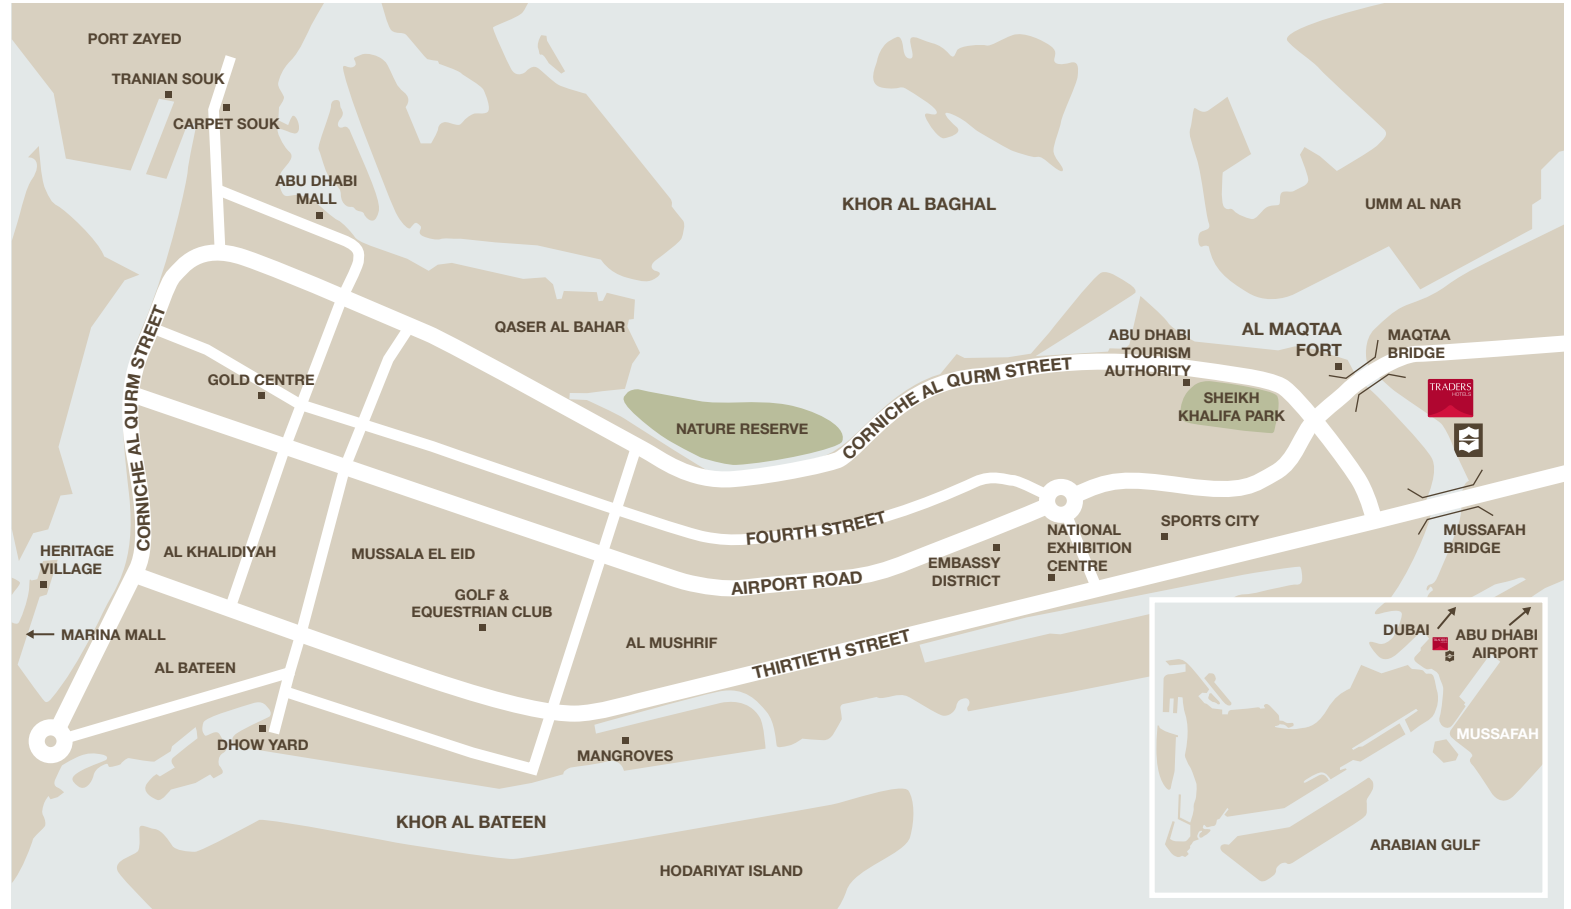 PORT ZAYED
TRANIAN SOUK
CARPET SOUK
ABU DHABI
MALL
KHOR AL BAGHAL
UMM AL NAR
QASER AL BAHAR
CORNICHE AL QURM STREET
GOLD CENTRE
NATURE RESERVE
CORNICHE AL QURM STREET
ABU DHABI
TOURISM
AUTHORITY
AL MAQTAA
FORT
MAQTAA
BRIDGE
SHEIKH
KHALIFA PARK
TRADERS
HOTELS
FOURTH STREET
AIRPORT ROAD
THIRTIETH STREET
SPORTS CITY
NATIONAL
EXHIBITION
CENTRE
EMBASSY
DISTRICT
MUSSAFAH
BRIDGE
HERITAGE
VILLAGE
AL KHALIDIYAH
MUSSALA EL EID
GOLF &
EQUESTRIAN CLUB
MARINA MALL
AL BATEEN
AL MUSHRIF
DHOW YARD
MANGROVES
KHOR AL BATEEN
HODARIYAT ISLAND
DUBAI
ABU DHABI
AIRPORT
MUSSAFAH
ARABIAN GULF